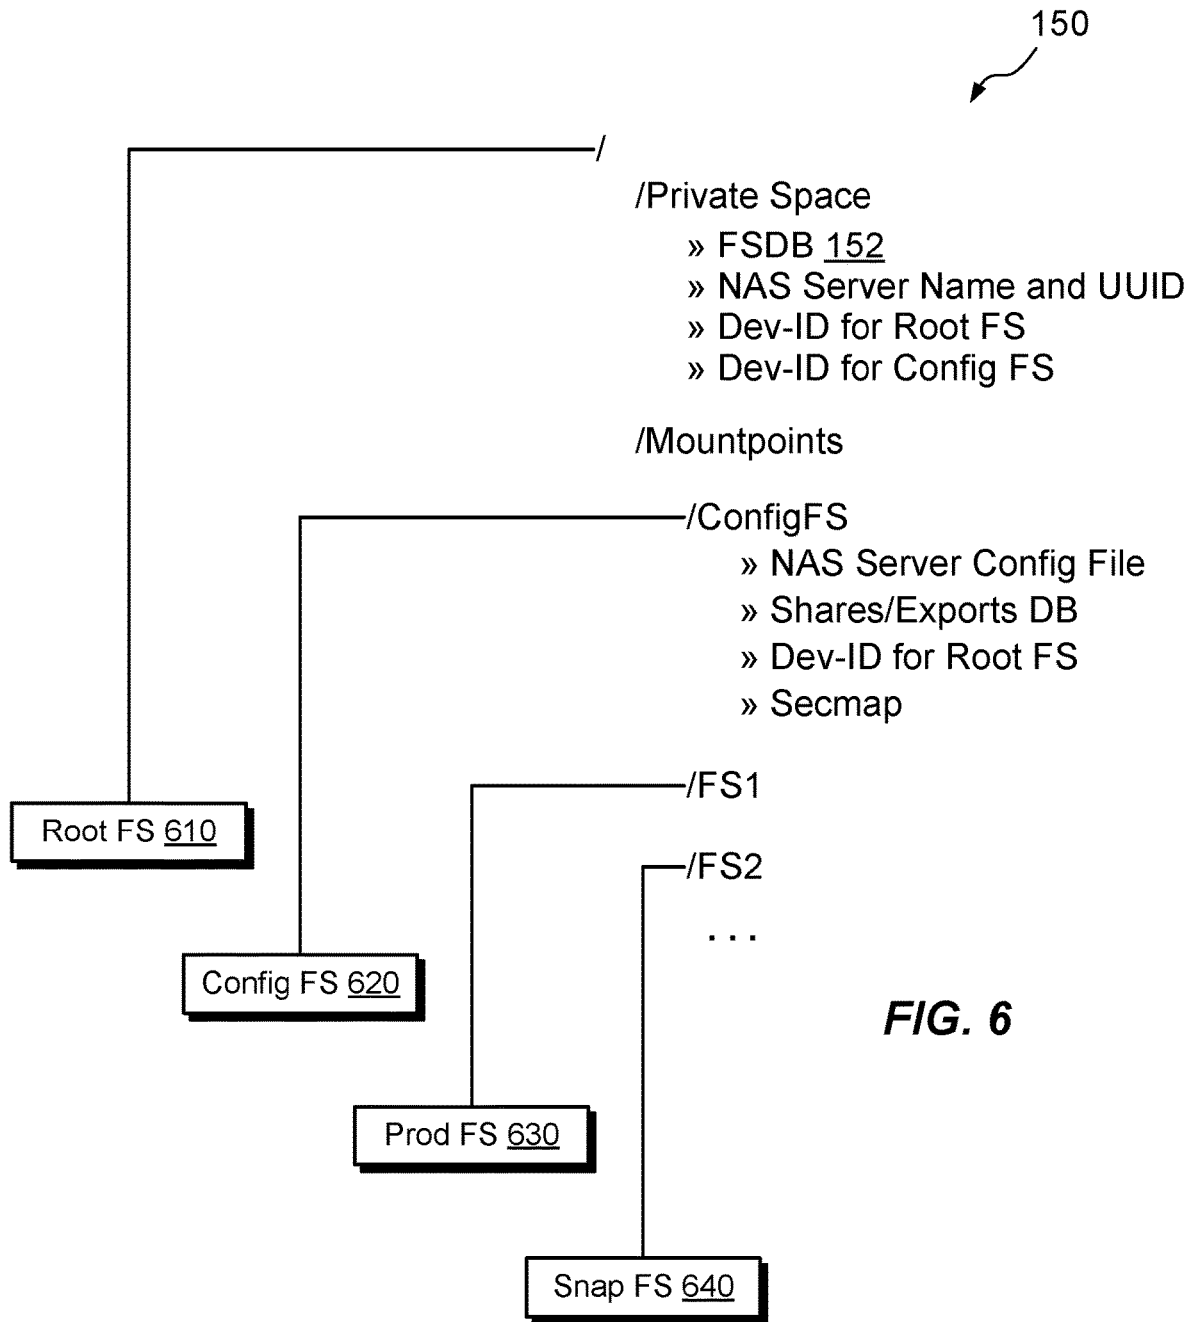 150
/
/Private Space
» FSDB 152
» NAS Server Name and UUID
» Dev-ID for Root FS
» Dev-ID for Config FS
/Mountpoints
/ConfigFS
» NAS Server Config File
» Shares/Exports DB
» Dev-ID for Root FS
» Secmap
/FS1
Root FS 610
/FS2
. . .
Config FS 620
FIG. 6
Prod FS 630
Snap FS 640